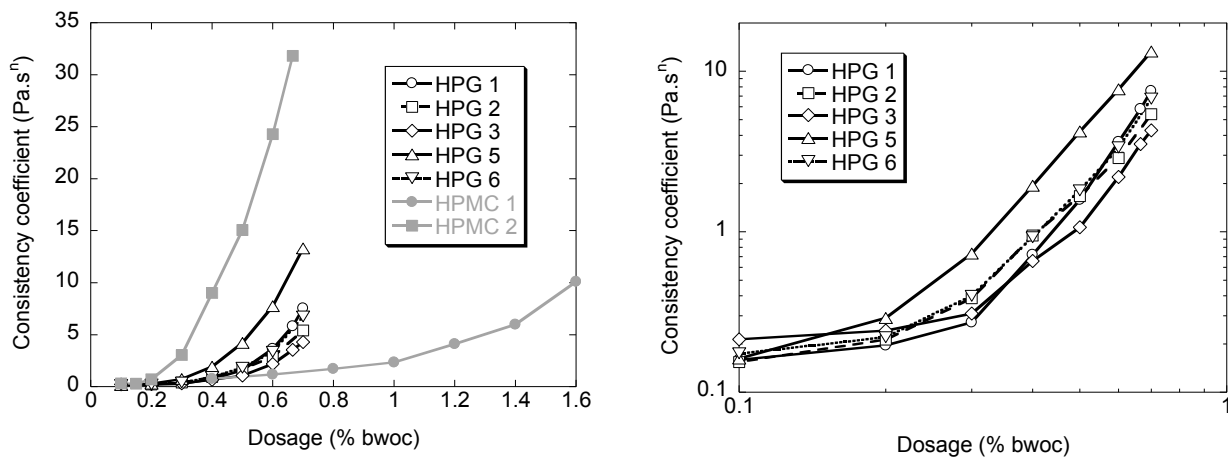 35
30
25
20
15
10
5
0
Consistency coefficient (Pa.sⁿ)
HPG 1
HPG 2
HPG 3
HPG 5
HPG 6
HPMC 1
HPMC 2
0 0.2 0.4 0.6 0.8 1 1.2 1.4 1.6
Dosage (% bwoc)
10
1
0.1
Consistency coefficient (Pa.sⁿ)
HPG 1
HPG 2
HPG 3
HPG 5
HPG 6
0.1 1
Dosage (% bwoc)